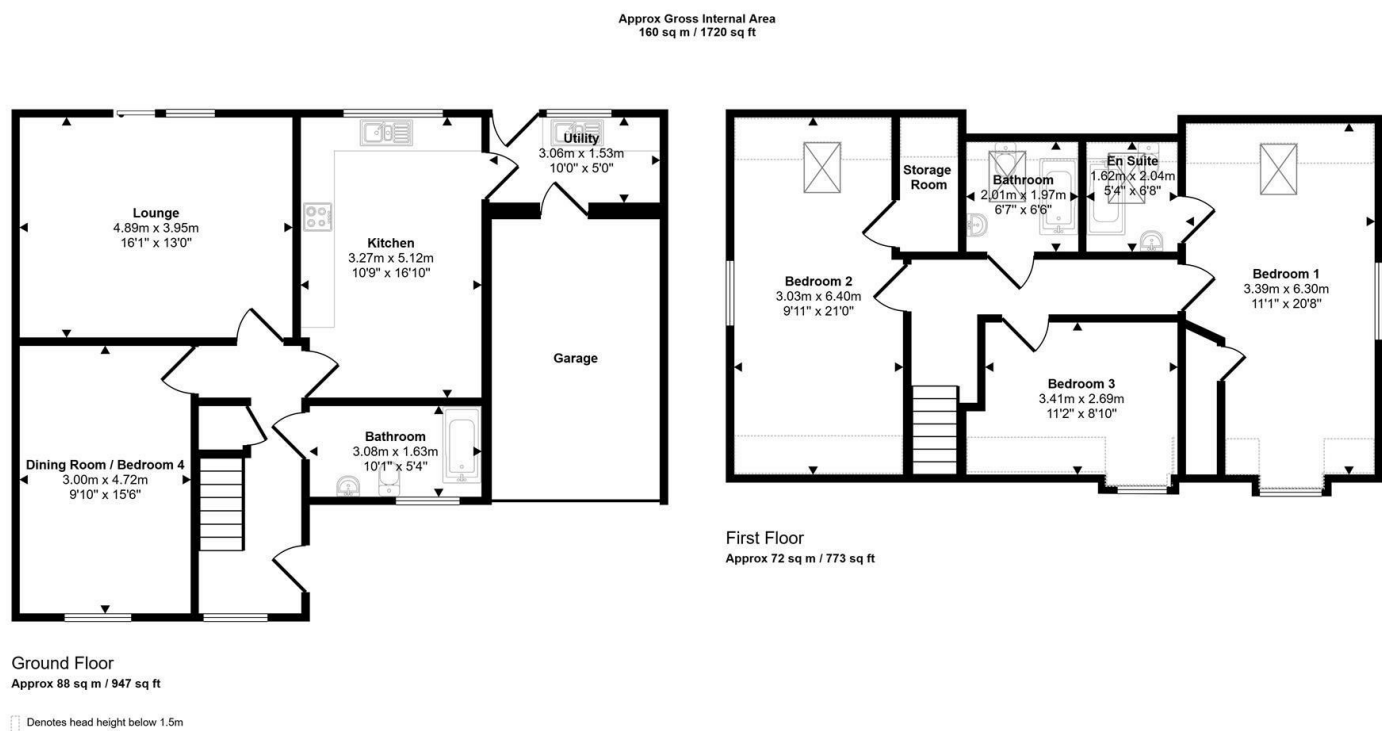 Approx Gross Internal Area
160 sq m / 1720 sq ft
Lounge
4.89m x 3.95m
16'1" x 13'0"
Kitchen
3.27m x 5.12m
10'9" x 16'10"
Utility
3.06m x 1.53m
10'0" x 5'0"
Garage
Bathroom
3.08m x 1.63m
10'1" x 5'4"
Dining Room / Bedroom 4
3.00m x 4.72m
9'10" x 15'6"
Ground Floor
Approx 88 sq m / 947 sq ft
Denotes head height below 1.5m
Storage
Room
Bathroom
2.01m x 1.97m
6'7" x 6'6"
En Suite
1.62m x 2.04m
5'4" x 6'8"
Bedroom 2
3.03m x 6.40m
9'11" x 21'0"
Bedroom 1
3.39m x 6.30m
11'1" x 20'8"
Bedroom 3
3.41m x 2.69m
11'2" x 8'10"
First Floor
Approx 72 sq m / 773 sq ft